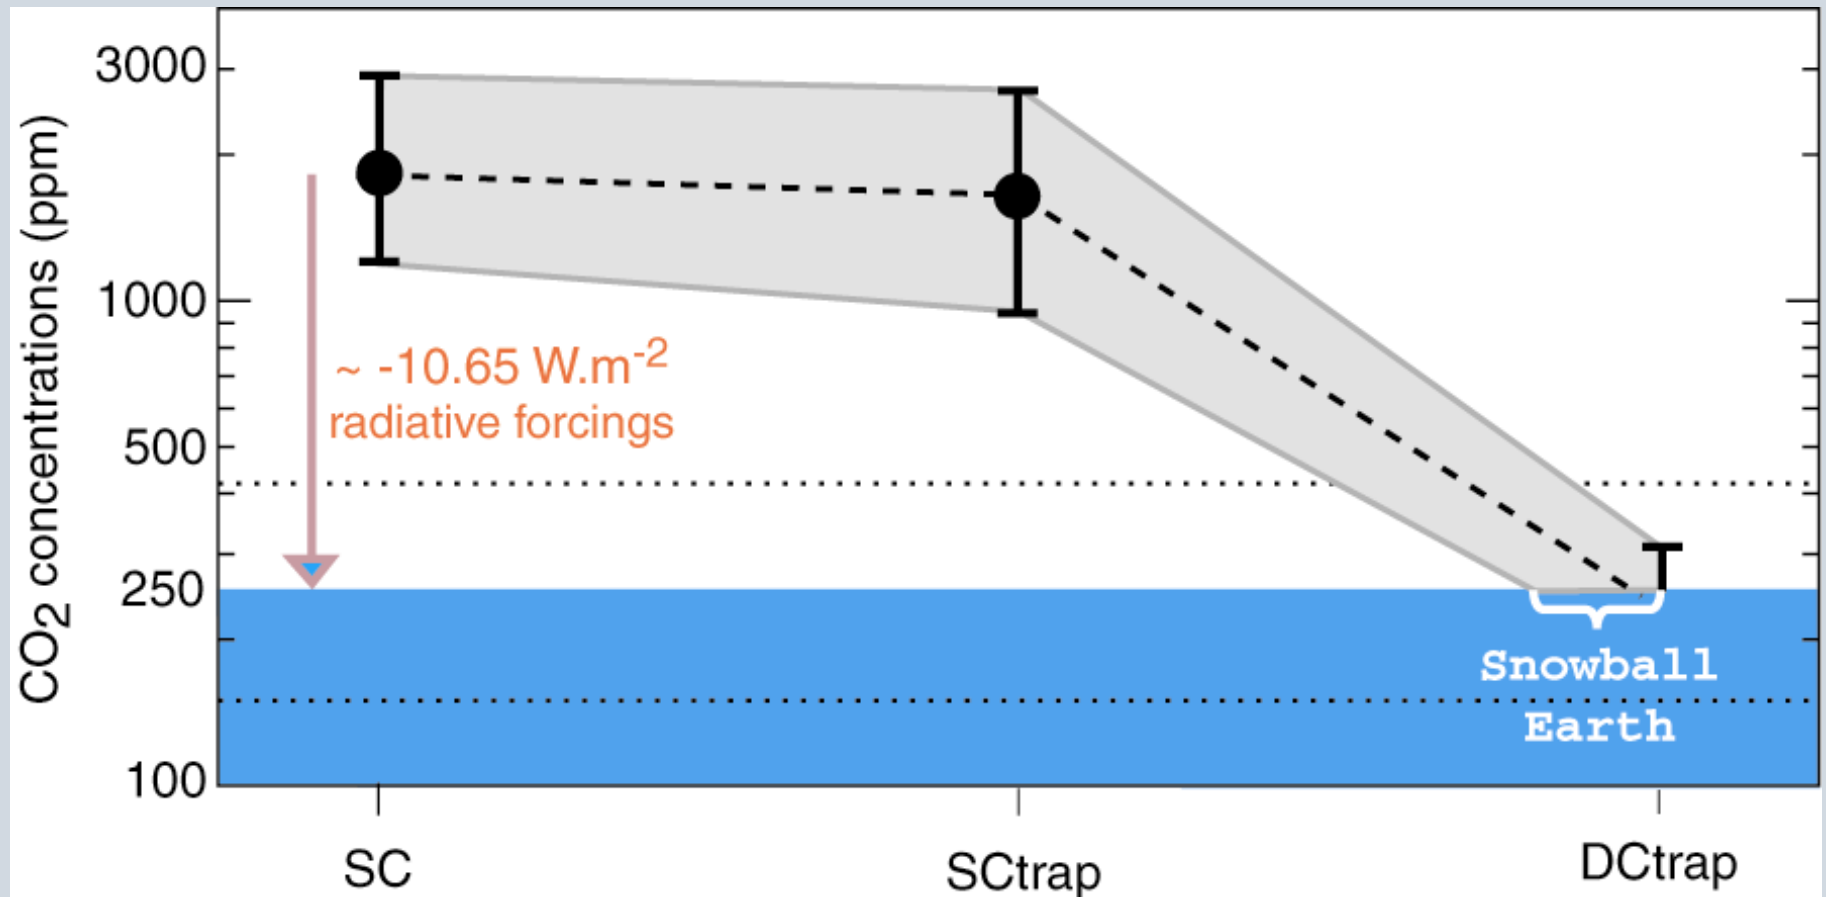 CO2 concentrations (ppm)
3000
1000
500
250
100
~ -10.65 W.m-2
radiative forcings
Snowball
Earth
SC
SCtrap
DCtrap